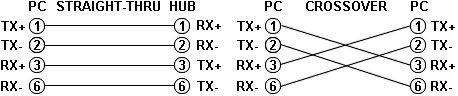 PC STRAIGHT-THRU HUB PC CROSSOVER PC
TX+ 1 1 RX+ TX+ 1 1 TX+
TX- 2 2 RX- TX- 2 2 TX-
RX+ 3 3 TX+ RX+ 3 3 RX+
RX- 6 6 TX- RX- 6 6 RX-